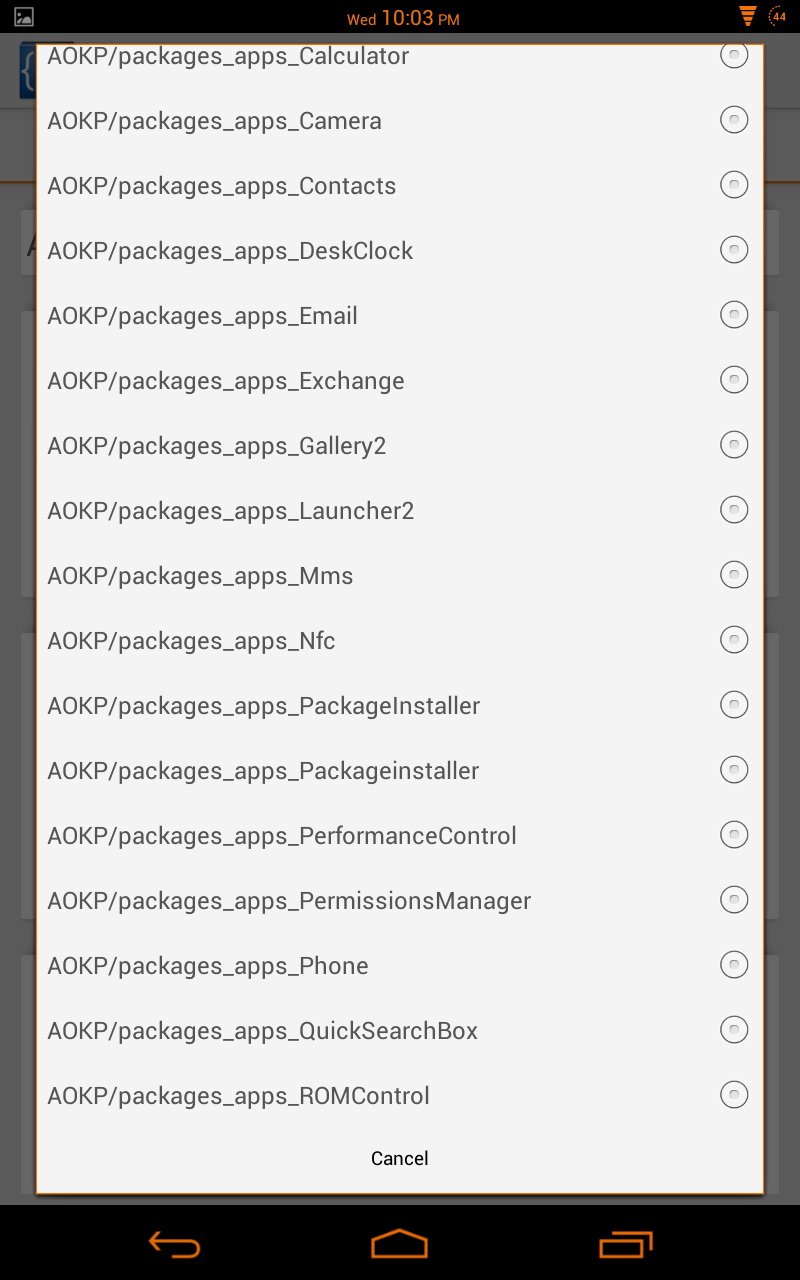 Wed 10:03 PM
44
AOKP/packages_apps_Calculator
AOKP/packages_apps_Camera
AOKP/packages_apps_Contacts
AOKP/packages_apps_DeskClock
AOKP/packages_apps_Email
AOKP/packages_apps_Exchange
AOKP/packages_apps_Gallery2
AOKP/packages_apps_Launcher2
AOKP/packages_apps_Mms
AOKP/packages_apps_Nfc
AOKP/packages_apps_PackageInstaller
AOKP/packages_apps_Packageinstaller
AOKP/packages_apps_PerformanceControl
AOKP/packages_apps_PermissionsManager
AOKP/packages_apps_Phone
AOKP/packages_apps_QuickSearchBox
AOKP/packages_apps_ROMControl
Cancel